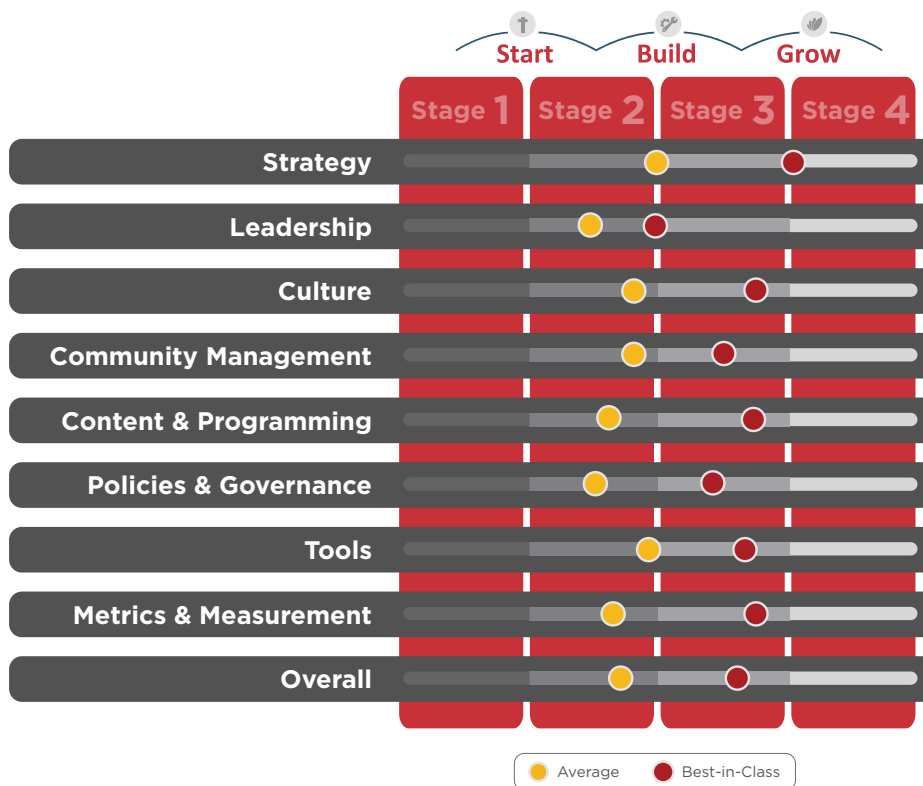 Start Build Grow
Stage 1 Stage 2 Stage 3 Stage 4
Strategy
Leadership
Culture
Community Management
Content & Programming
Policies & Governance
Tools
Metrics & Measurement
Overall
Average Best-in-Class